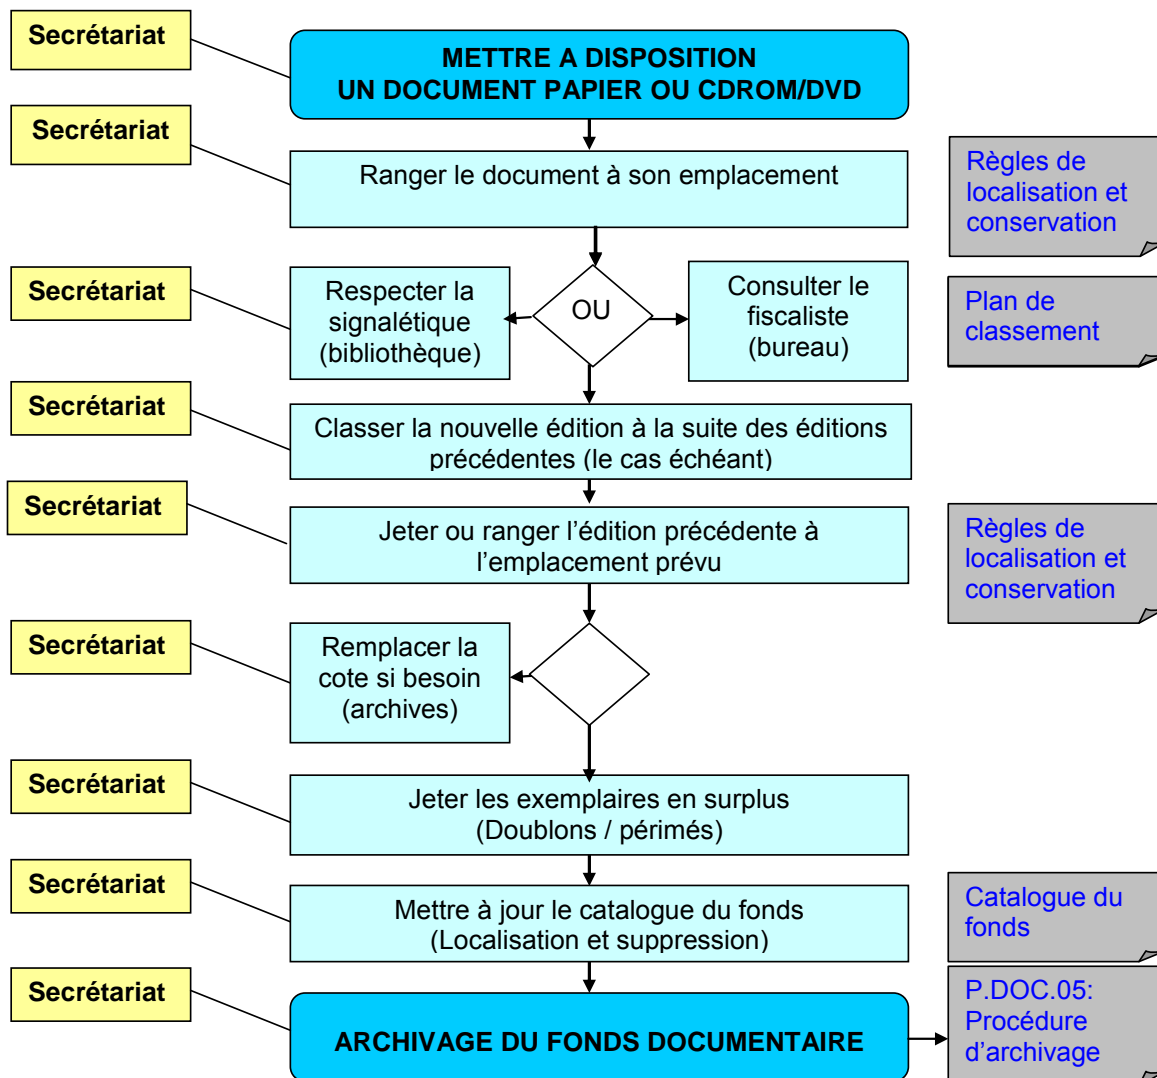 Secrétariat
METTRE A DISPOSITION
UN DOCUMENT PAPIER OU CDROM/DVD
Secrétariat
Ranger le document à son emplacement
Règles de
localisation et
conservation
Secrétariat
Respecter la
signalétique
(bibliothèque)
OU
Consulter le
fiscaliste
(bureau)
Plan de
classement
Secrétariat
Classer la nouvelle édition à la suite des éditions
précédentes (le cas échéant)
Secrétariat
Jeter ou ranger l’édition précédente à
l’emplacement prévu
Règles de
localisation et
conservation
Secrétariat
Remplacer la
cote si besoin
(archives)
Secrétariat
Jeter les exemplaires en surplus
(Doublons / périmés)
Secrétariat
Mettre à jour le catalogue du fonds
(Localisation et suppression)
Catalogue du
fonds
Secrétariat
ARCHIVAGE DU FONDS DOCUMENTAIRE
P.DOC.05:
Procédure
d’archivage